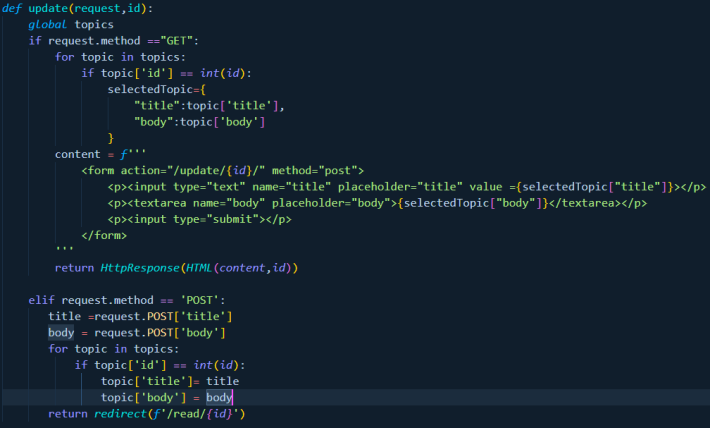 def update(request,id):
    global topics
    if request.method =="GET":
        for topic in topics:
            if topic['id'] == int(id):
                selectedTopic={
                    "title":topic['title'],
                    "body":topic['body']
                }
        content = f'''
            <form action="/update/{id}/" method="post">
                <p><input type="text" name="title" placeholder="title" value ={selectedTopic["title"]}></p>
                <p><textarea name="body" placeholder="body">{selectedTopic["body"]}</textarea></p>
                <p><input type="submit"></p>
            </form>
        '''
        return HttpResponse(HTML(content,id))

    elif request.method == 'POST':
       title =request.POST['title']
       body = request.POST['body']
       for topic in topics:
           if topic['id'] == int(id):
               topic['title']= title
               topic['body'] = body
       return redirect(f'/read/{id}')